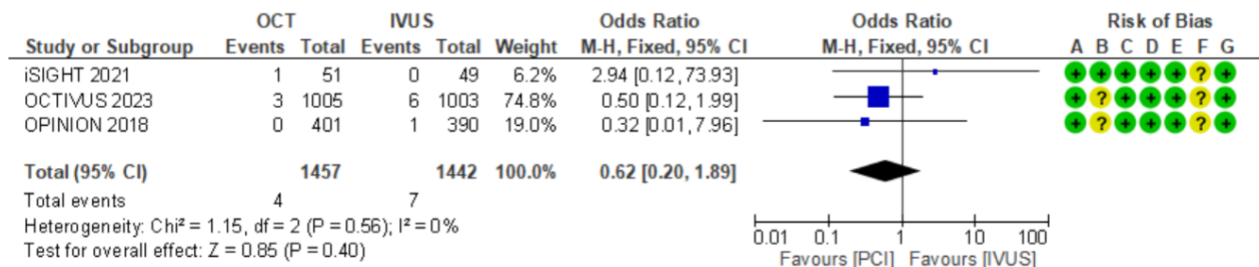 OCT IVUS Odds Ratio Odds Ratio Risk of Bias
Study or Subgroup Events Total Events Total Weight M-H, Fixed, 95% CI M-H, Fixed, 95% CI A B C D E F G
iSIGHT 2021 1 51 0 49 6.2% 2.94 [0.12, 73.93] + + + + + ? +
OCTIVUS 2023 3 1005 6 1003 74.8% 0.50 [0.12, 1.99] + ? + + + ? +
OPINION 2018 0 401 1 390 19.0% 0.32 [0.01, 7.96] + ? + + + ? +
Total (95% CI) 1457 1442 100.0% 0.62 [0.20, 1.89]
Total events 4 7
Heterogeneity: Chi² = 1.15, df = 2 (P = 0.56); I² = 0%
Test for overall effect: Z = 0.85 (P = 0.40)
0.01 0.1 1 10 100
Favours [PCI] Favours [IVUS]